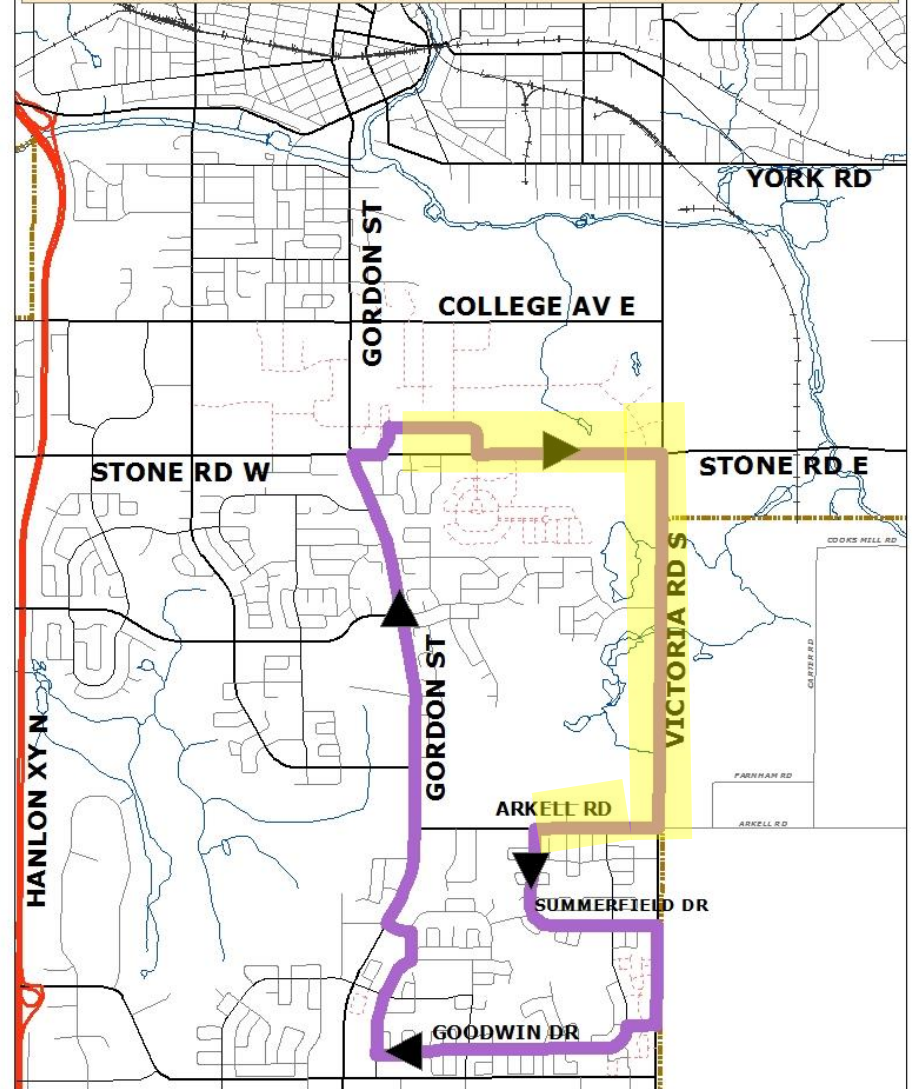 YORK RD
GORDON ST
COLLEGE AV E
STONE RD W
STONE RD E
COOKS MILL RD
VICTORIA RD S
CARTER RD
GORDON ST
HANLON XY N
FARNHAM RD
ARKELL RD
ARKELL RD
SUMMERFIELD DR
GOODWIN DR